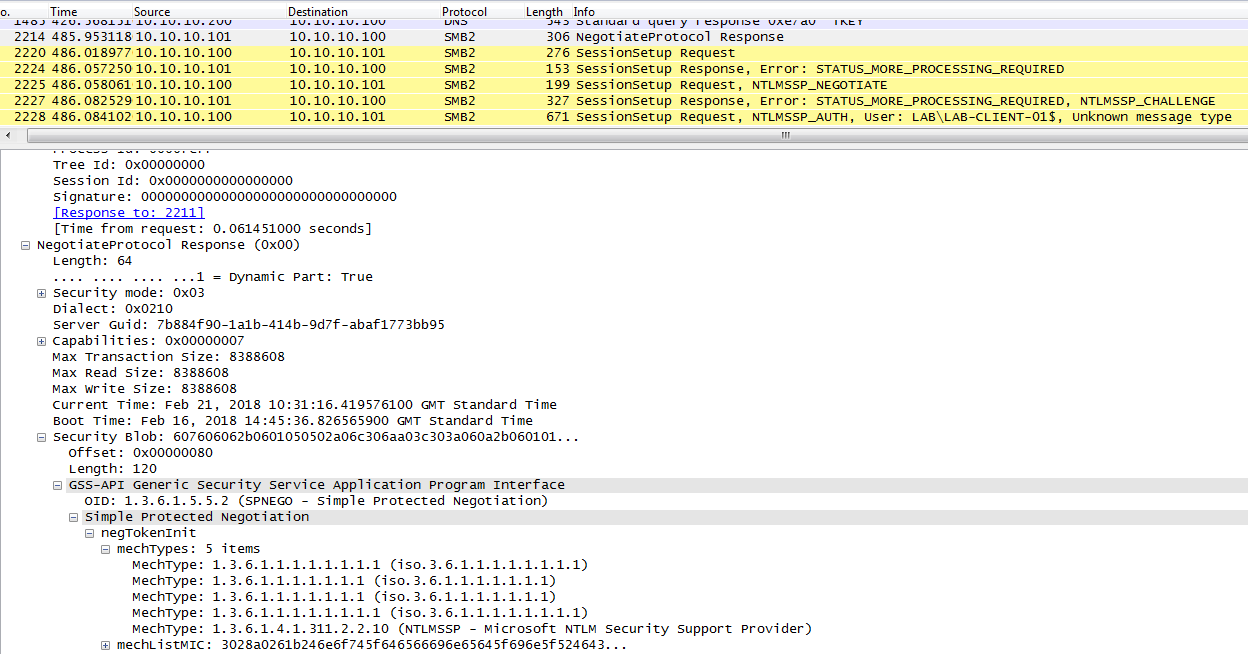 o. Time Source Destination Protocol Length Info
1485 426.568151 10.10.10.200 10.10.10.100 DNS 343 Standard query response TKEY
2214 485.953118 10.10.10.101 10.10.10.100 SMB2 306 NegotiateProtocol Response
2220 486.018977 10.10.10.100 10.10.10.101 SMB2 276 SessionSetup Request
2224 486.057250 10.10.10.101 10.10.10.100 SMB2 153 SessionSetup Response, Error: STATUS_MORE_PROCESSING_REQUIRED
2225 486.058061 10.10.10.100 10.10.10.101 SMB2 199 SessionSetup Request, NTLMSSP_NEGOTIATE
2227 486.082529 10.10.10.101 10.10.10.100 SMB2 327 SessionSetup Response, Error: STATUS_MORE_PROCESSING_REQUIRED, NTLMSSP_CHALLENGE
2228 486.084102 10.10.10.100 10.10.10.101 SMB2 671 SessionSetup Request, NTLMSSP_AUTH, User: LAB\LAB-CLIENT-01$, Unknown message type
Tree Id: 0x00000000
Session Id: 0x0000000000000000
Signature: 00000000000000000000000000000000
[Response to: 2211]
[Time from request: 0.061451000 seconds]
NegotiateProtocol Response (0x00)
Length: 64
.... .... .... ...1 = Dynamic Part: True
Security mode: 0x03
Dialect: 0x0210
Server Guid: 7b884f90-1a1b-414b-9d7f-abaf1773bb95
Capabilities: 0x00000007
Max Transaction Size: 8388608
Max Read Size: 8388608
Max Write Size: 8388608
Current Time: Feb 21, 2018 10:31:16.419576100 GMT Standard Time
Boot Time: Feb 16, 2018 14:45:36.826565900 GMT Standard Time
Security Blob: 607606062b0601050502a06c306aa03c303a060a2b060101...
Offset: 0x00000080
Length: 120
GSS-API Generic Security Service Application Program Interface
OID: 1.3.6.1.5.5.2 (SPNEGO - Simple Protected Negotiation)
Simple Protected Negotiation
negTokenInit
mechTypes: 5 items
MechType: 1.3.6.1.1.1.1.1.1.1.1 (iso.3.6.1.1.1.1.1.1.1.1)
MechType: 1.3.6.1.1.1.1.1.1 (iso.3.6.1.1.1.1.1.1)
MechType: 1.3.6.1.1.1.1.1.1 (iso.3.6.1.1.1.1.1.1)
MechType: 1.3.6.1.1.1.1.1.1.1.1 (iso.3.6.1.1.1.1.1.1.1.1)
MechType: 1.3.6.1.4.1.311.2.2.10 (NTLMSSP - Microsoft NTLM Security Support Provider)
mechListMIC: 3028a0261b246e6f745f646566696e65645f696e5f524643...